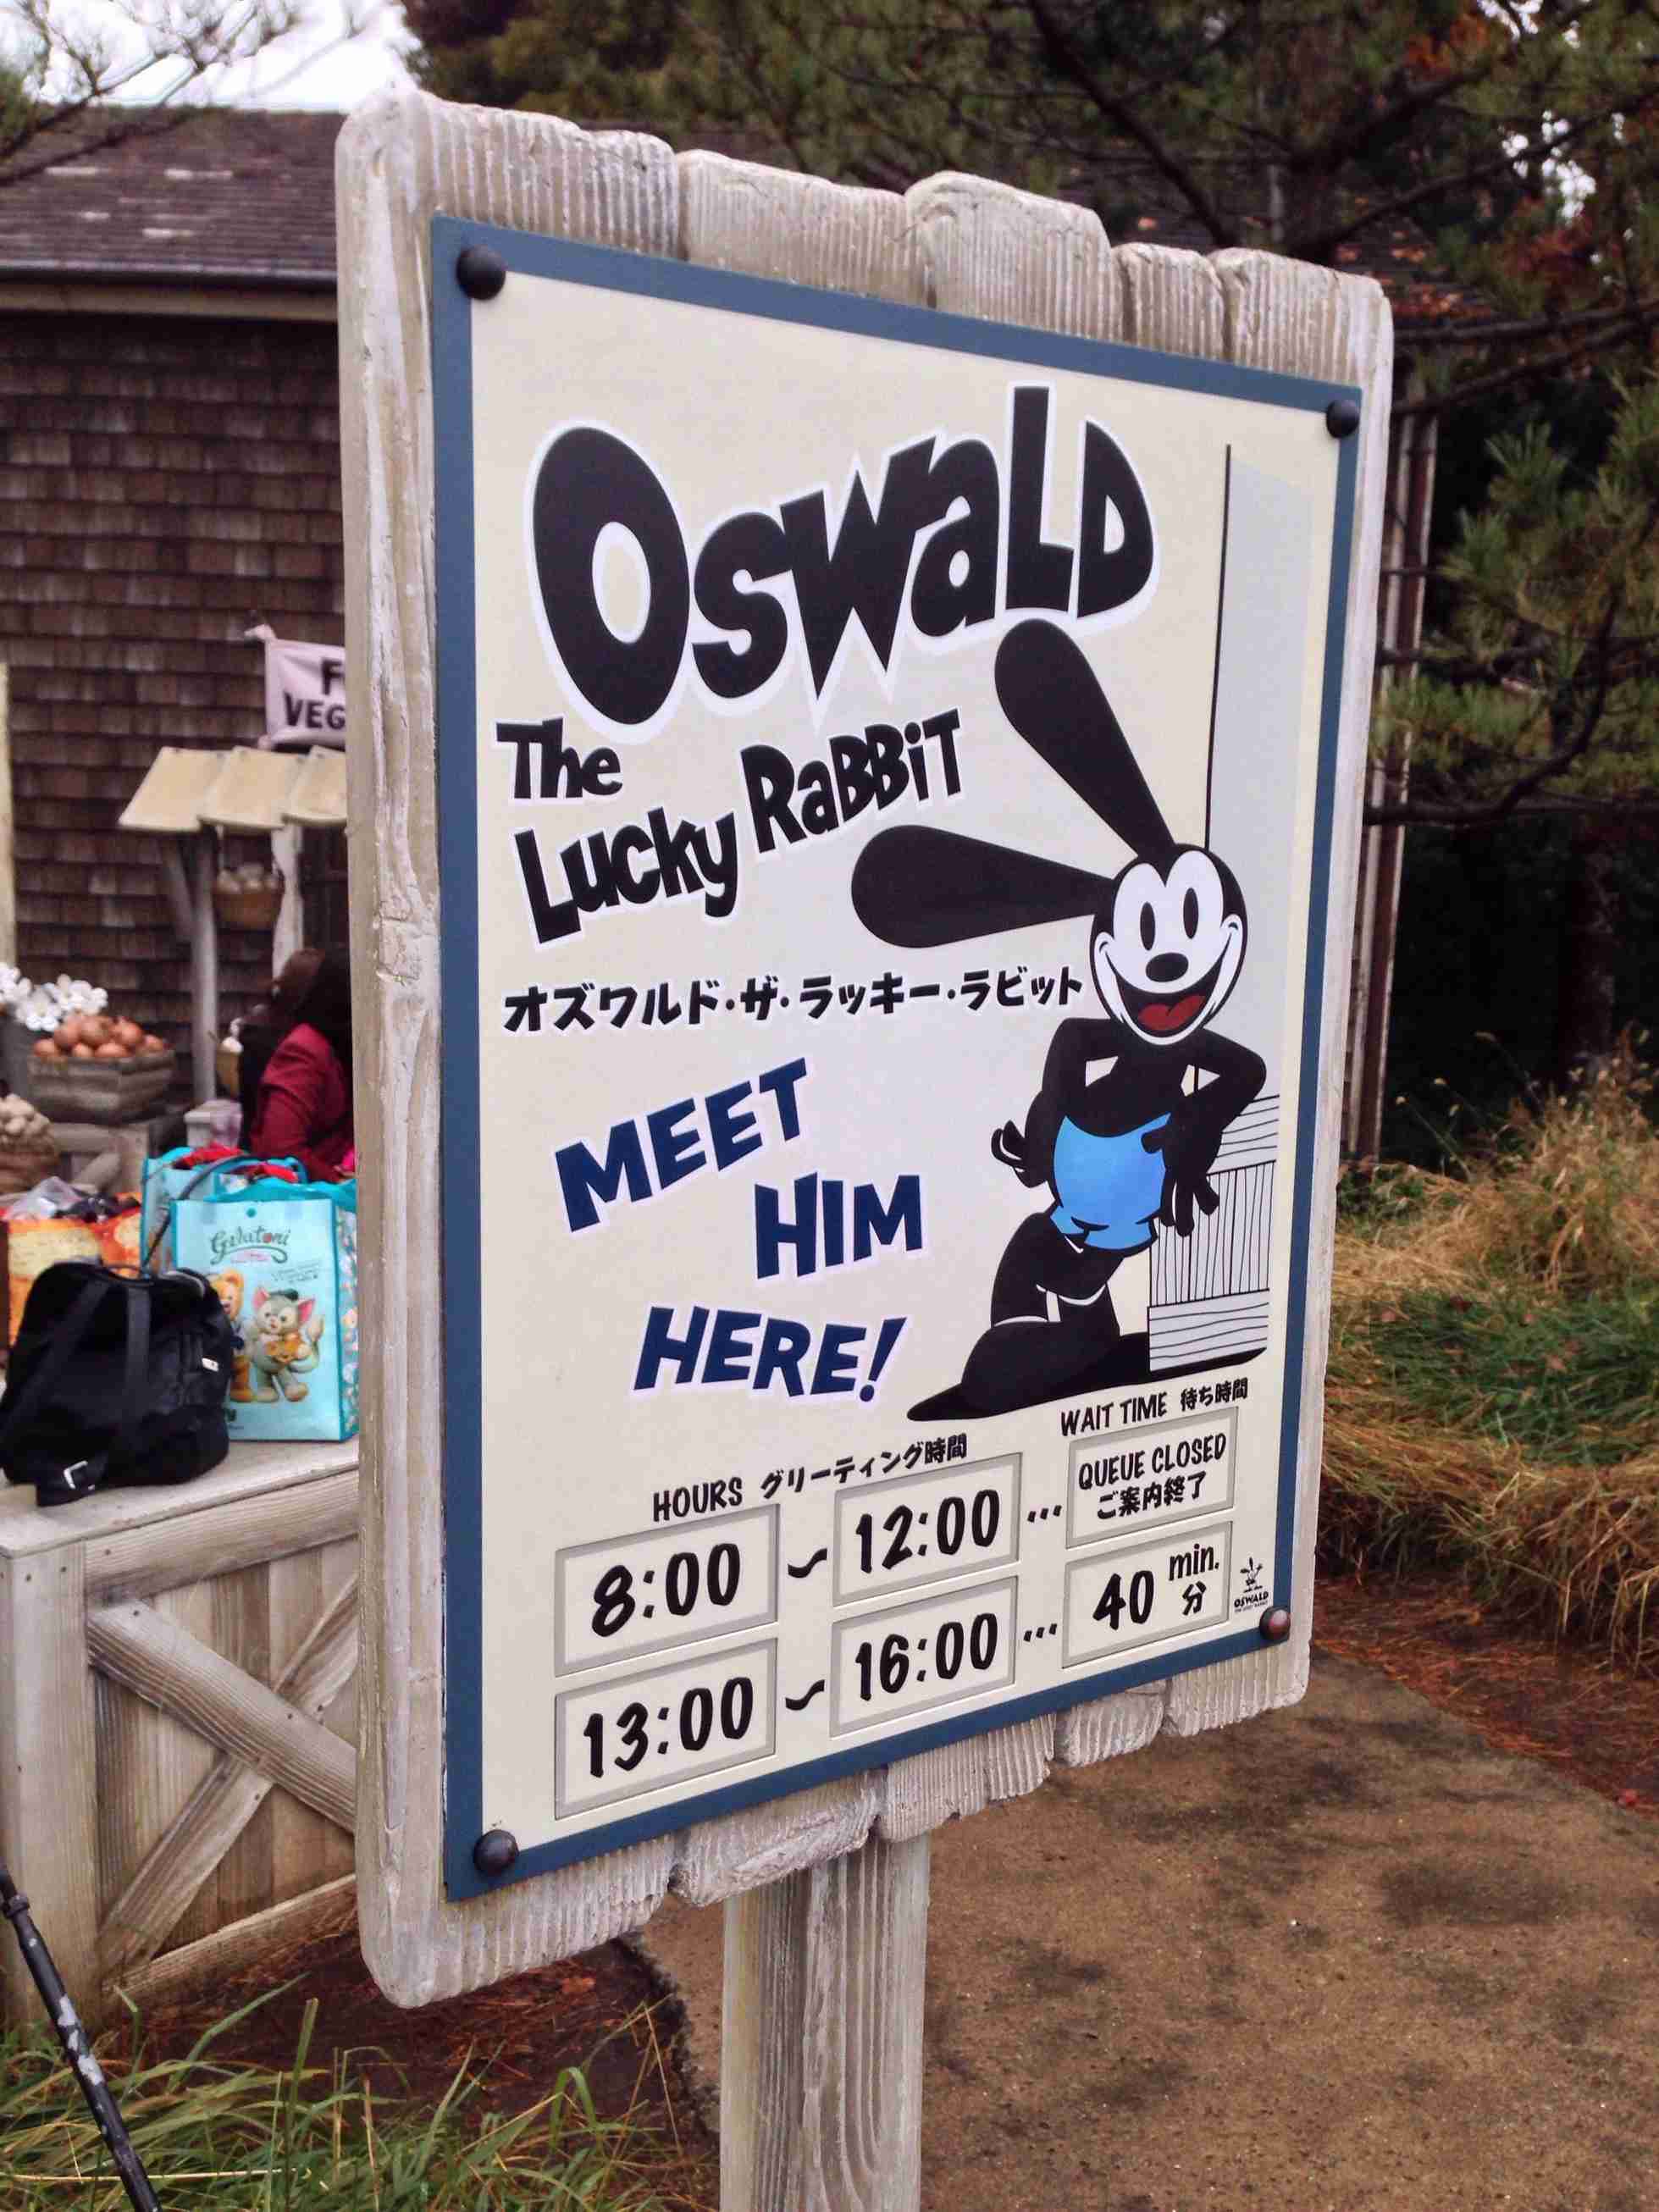 Oswald
The
Lucky Rabbit
オズワルド・ザ・ラッキー・ラビット
MEET
HIM
HERE!
WAIT TIME 待ち時間
HOURS グリーティング時間
8:00 ~ 12:00 ... QUEUE CLOSED
ご案内終了
13:00 ~ 16:00 ... 40 min.
分
OSWALD
Gelatoni